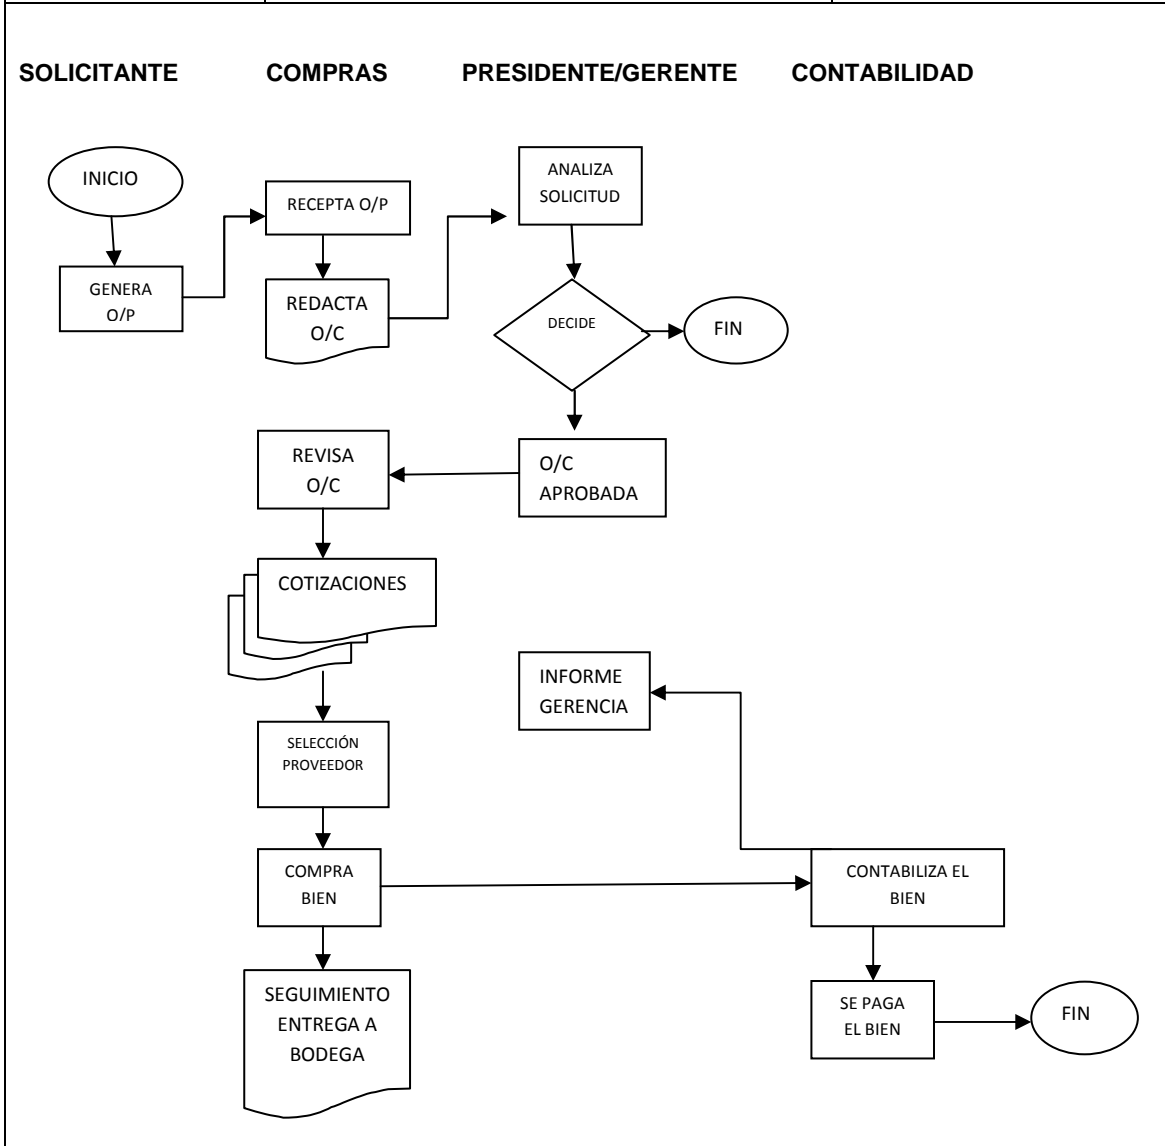 SOLICITANTE COMPRAS PRESIDENTE/GERENTE CONTABILIDAD
INICIO
GENERA
O/P
RECEPTA O/P
REDACTA
O/C
ANALIZA
SOLICITUD
DECIDE
FIN
O/C
APROBADA
REVISA
O/C
COTIZACIONES
SELECCIÓN
PROVEEDOR
INFORME
GERENCIA
COMPRA
BIEN
CONTABILIZA EL
BIEN
SEGUIMIENTO
ENTREGA A
BODEGA
SE PAGA
EL BIEN
FIN